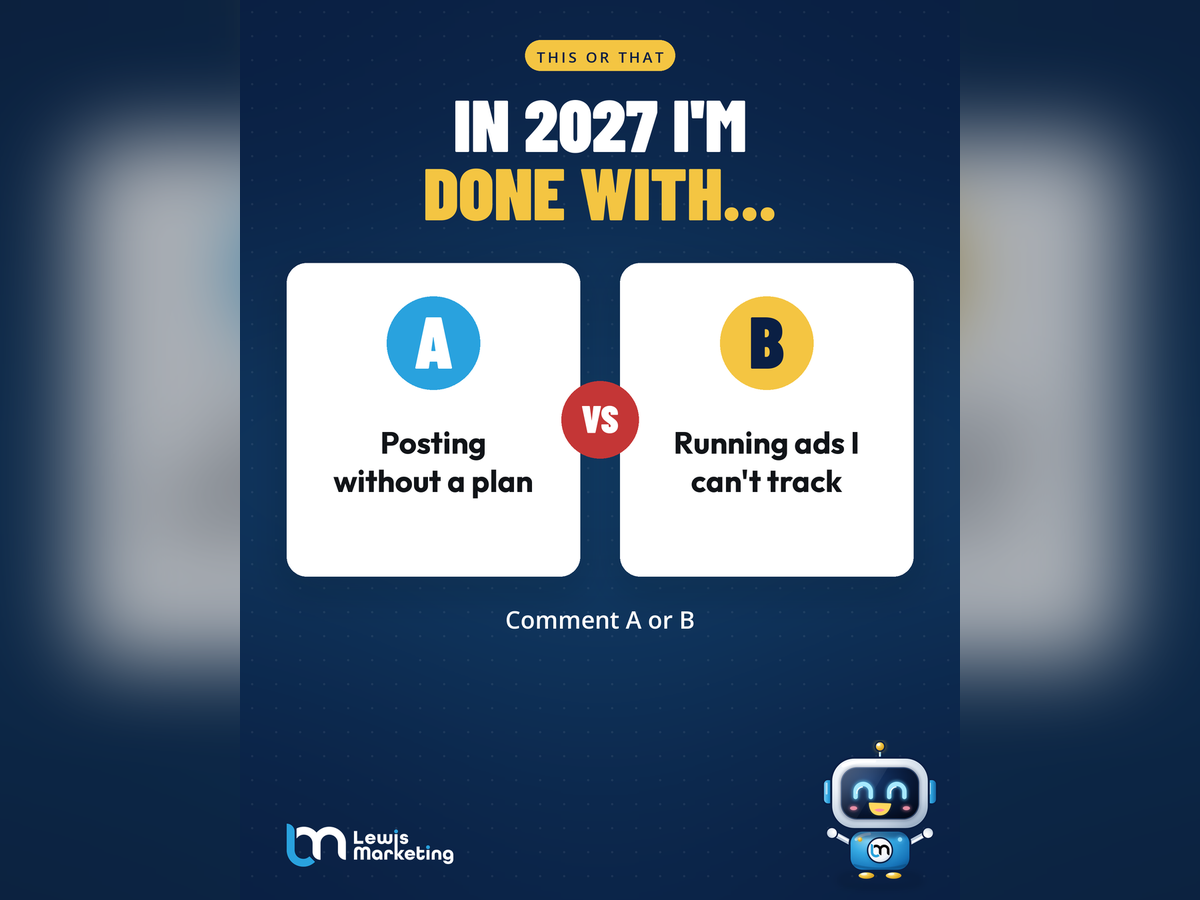 THIS OR THAT
IN 2027 I'M
DONE WITH...
A
Posting
without a plan
VS
B
Running ads I
can't track
Comment A or B
Lewis
Marketing